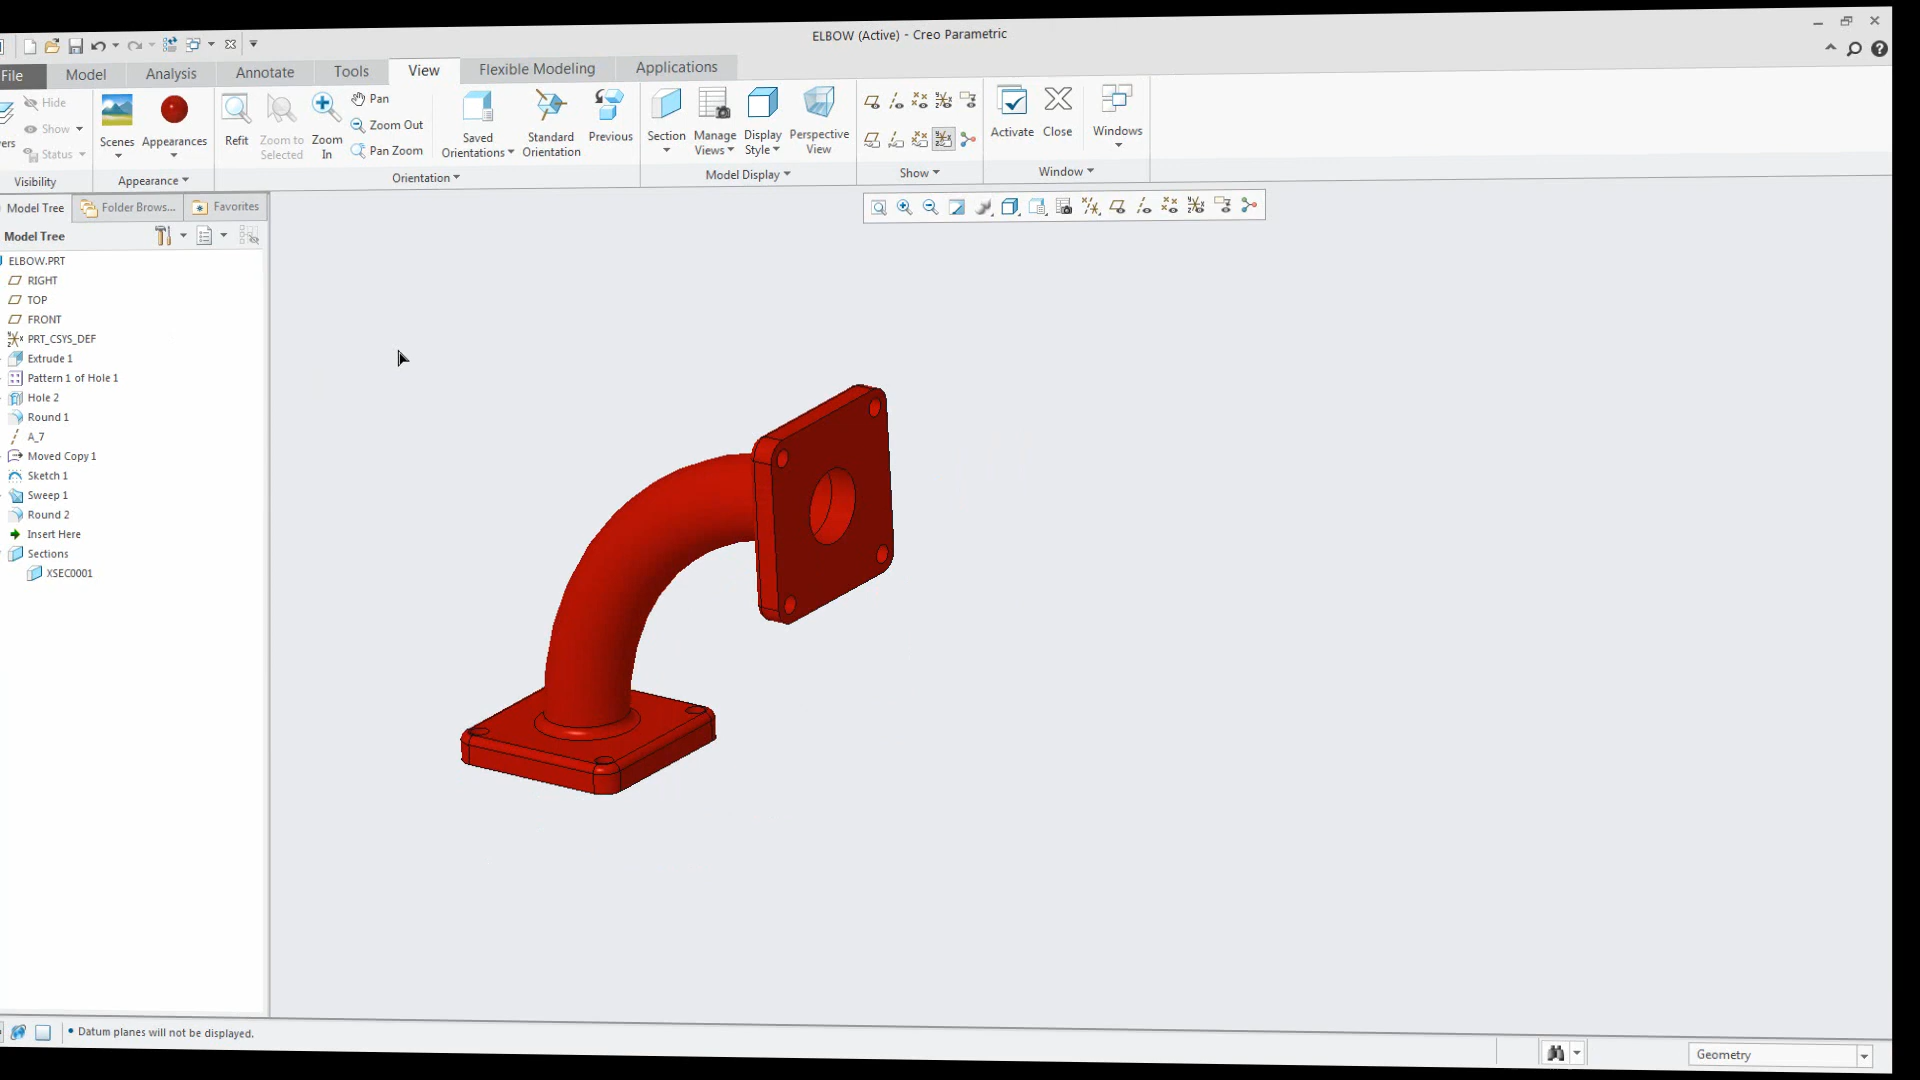 ELBOW (Active) - Creo Parametric
File
Model
Analysis
Annotate
Tools
View
Flexible Modeling
Applications
Hide
Show
Status
Visibility
Scenes
Appearances
Appearance
Refit
Zoom to
Selected
Zoom
In
Pan
Zoom Out
Pan Zoom
Saved
Orientations
Standard
Orientation
Previous
Orientation
Section
Manage
Views
Display
Style
Perspective
View
Model Display
Show
Activate
Close
Windows
Window
Model Tree
Folder Brows...
Favorites
Model Tree
ELBOW.PRT
RIGHT
TOP
FRONT
PRT_CSYS_DEF
Extrude 1
Pattern 1 of Hole 1
Hole 2
Round 1
A_7
Moved Copy 1
Sketch 1
Sweep 1
Round 2
Insert Here
Sections
XSEC0001
• Datum planes will not be displayed.
Geometry